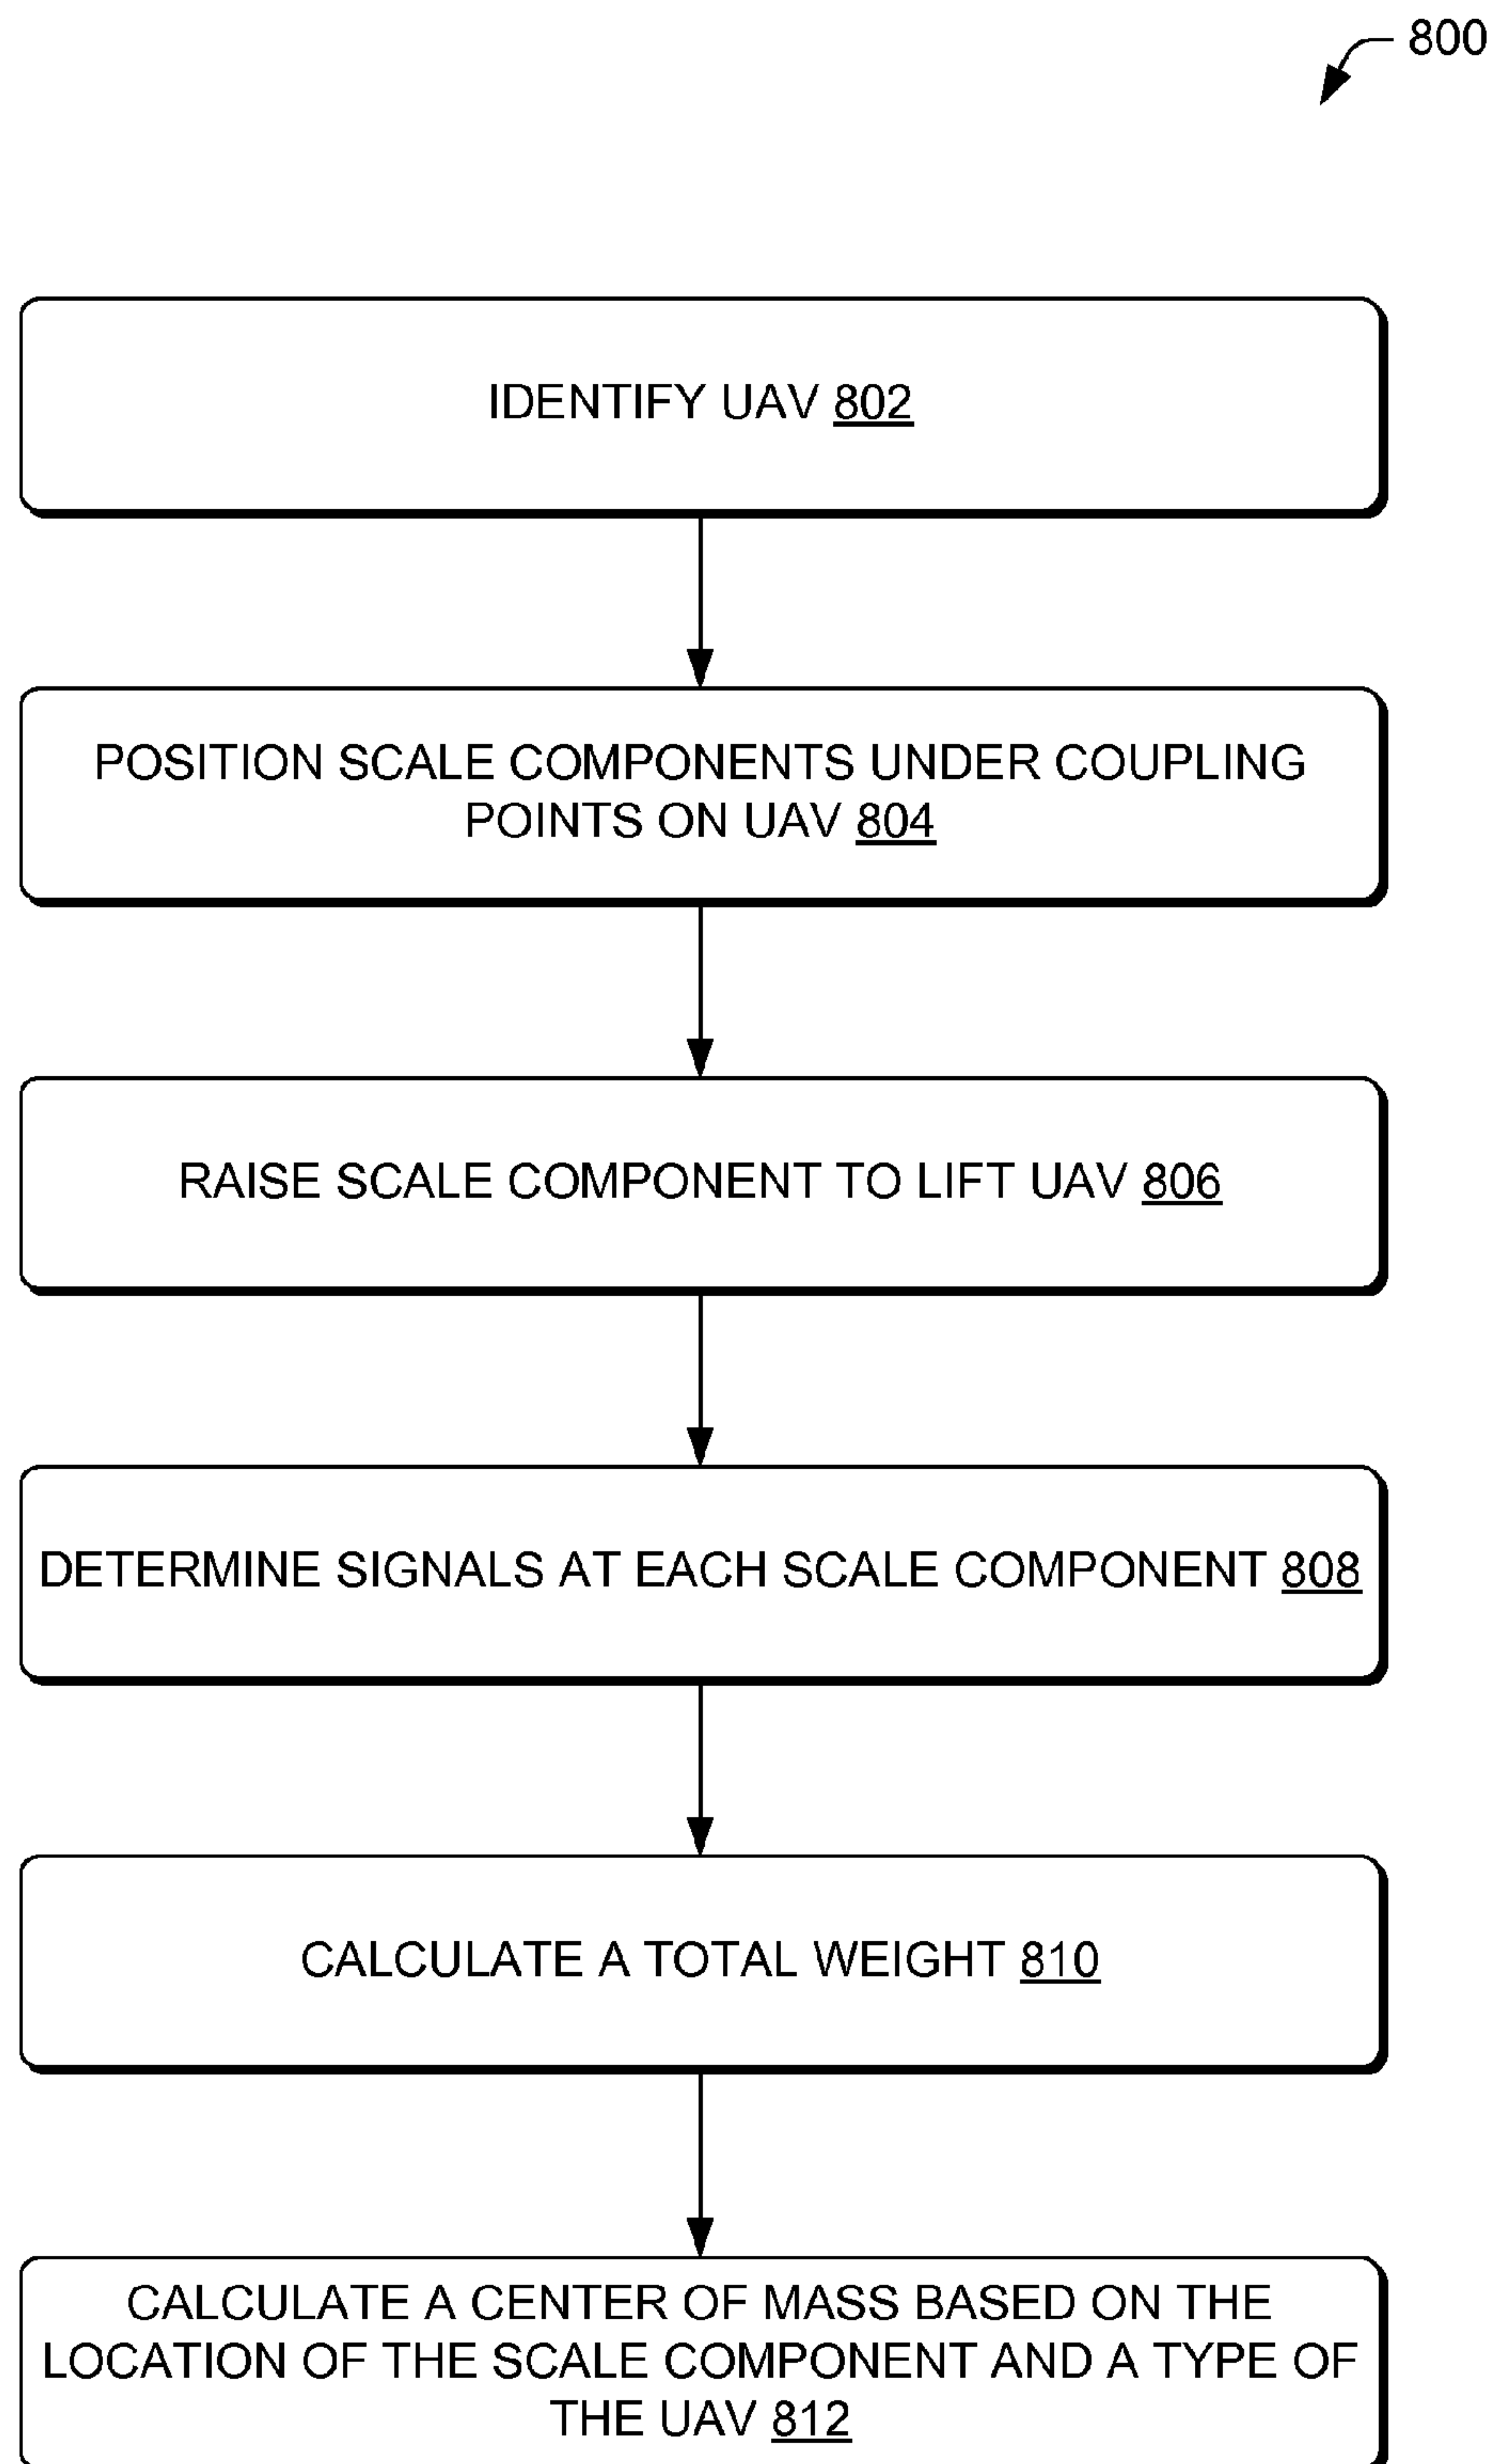 800
IDENTIFY UAV 802
POSITION SCALE COMPONENTS UNDER COUPLING
POINTS ON UAV 804
RAISE SCALE COMPONENT TO LIFT UAV 806
DETERMINE SIGNALS AT EACH SCALE COMPONENT 808
CALCULATE A TOTAL WEIGHT 810
CALCULATE A CENTER OF MASS BASED ON THE
LOCATION OF THE SCALE COMPONENT AND A TYPE OF
THE UAV 812